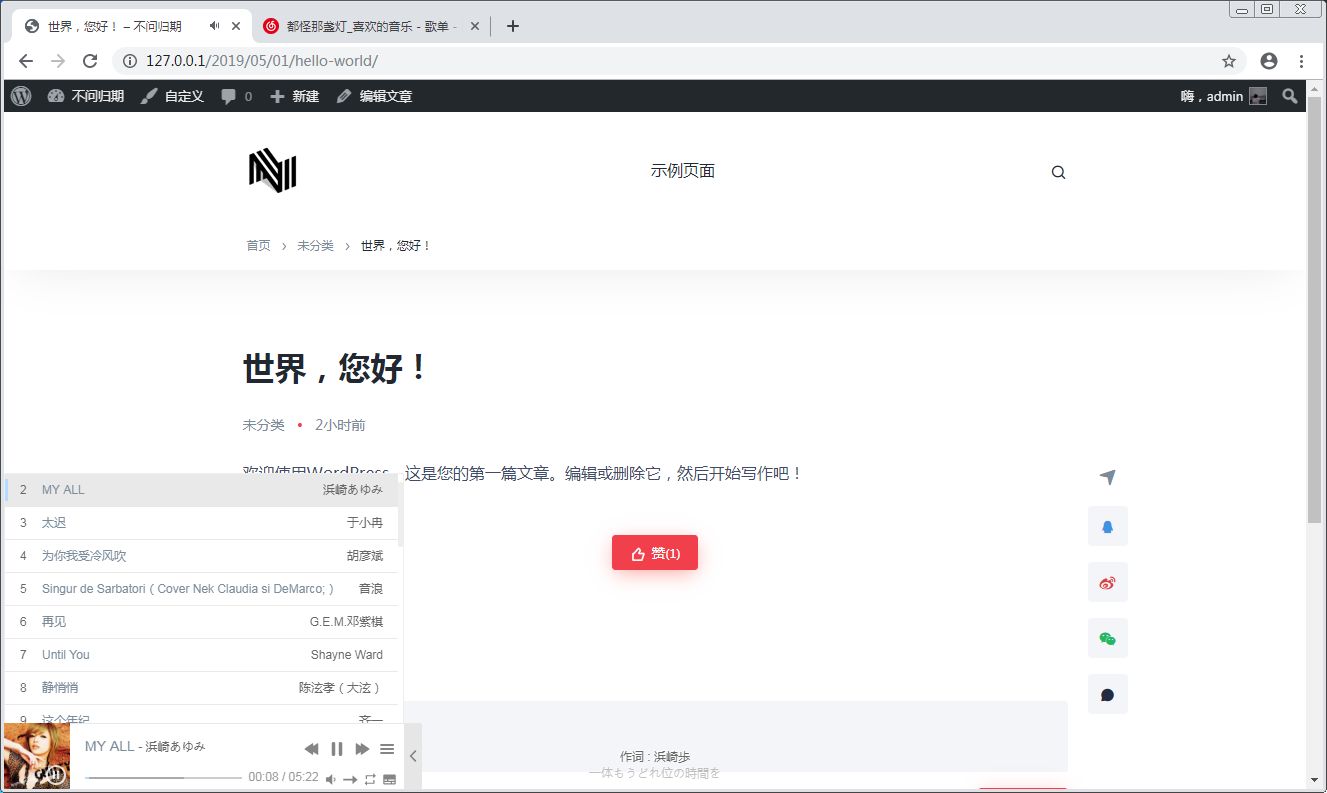 世界，您好！ – 不问归期
都怪那盏灯_喜欢的音乐 - 歌单 -
127.0.0.1/2019/05/01/hello-world/
不问归期 自定义 0 新建 编辑文章 嗨，admin
示例页面
首页 › 未分类 › 世界，您好！
世界，您好！
未分类 • 2小时前
欢迎使用WordPress。这是您的第一篇文章。编辑或删除它，然后开始写作吧！
赞(1)
2 MY ALL 浜崎あゆみ
3 太迟 于小冉
4 为你我受冷风吹 胡彦斌
5 Singur de Sarbatori ( Cover Nek Claudia si DeMarco; ) 音浪
6 再见 G.E.M.邓紫棋
7 Until You Shayne Ward
8 静悄悄 陈泫孝 ( 大泫 )
9 这个年纪 齐一
MY ALL - 浜崎あゆみ
00:08 / 05:22
作词 : 浜崎歩
一体もうどれ位の時間を